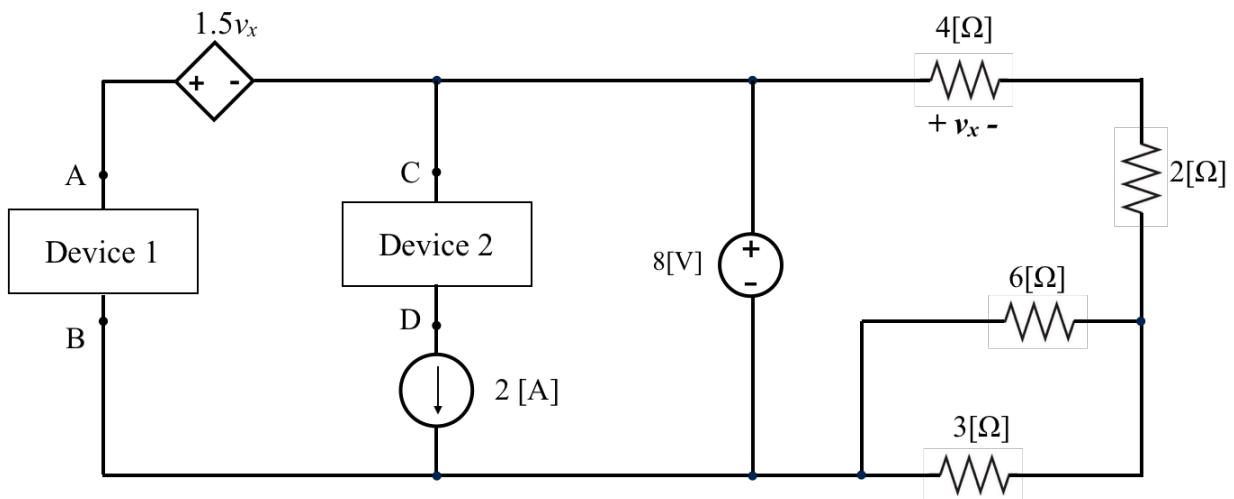 1.5vₓ
+ -
4[Ω]
+ vₓ -
2[Ω]
A
C
Device 1
Device 2
8[V]
+
-
6[Ω]
B
D
2 [A]
3[Ω]